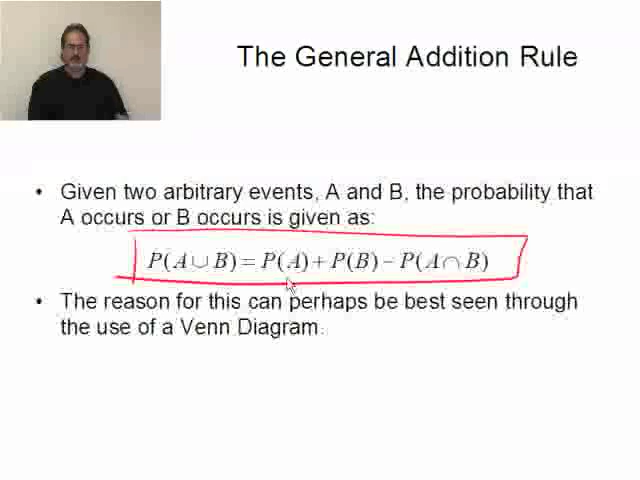 The General Addition Rule
• Given two arbitrary events, A and B, the probability that
A occurs or B occurs is given as:
P(A∪B) = P(A) + P(B) − P(A∩B)
• The reason for this can perhaps be best seen through
the use of a Venn Diagram.